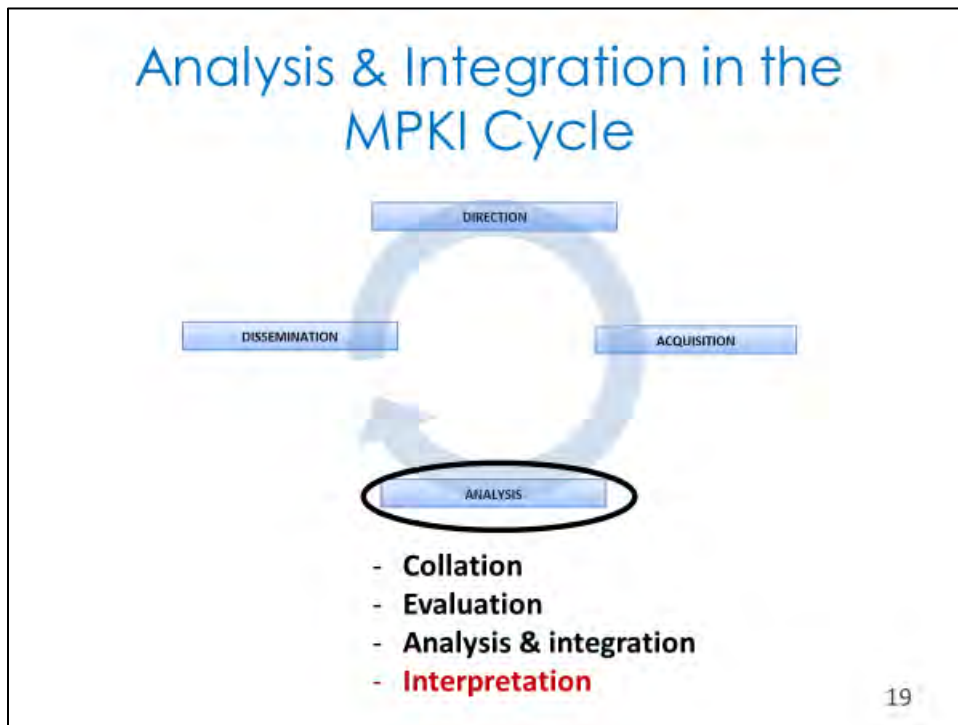 Analysis & Integration in the
MPKI Cycle
DIRECTION
DISSEMINATION
ACQUISITION
ANALYSIS
- Collation
- Evaluation
- Analysis & integration
- Interpretation
19